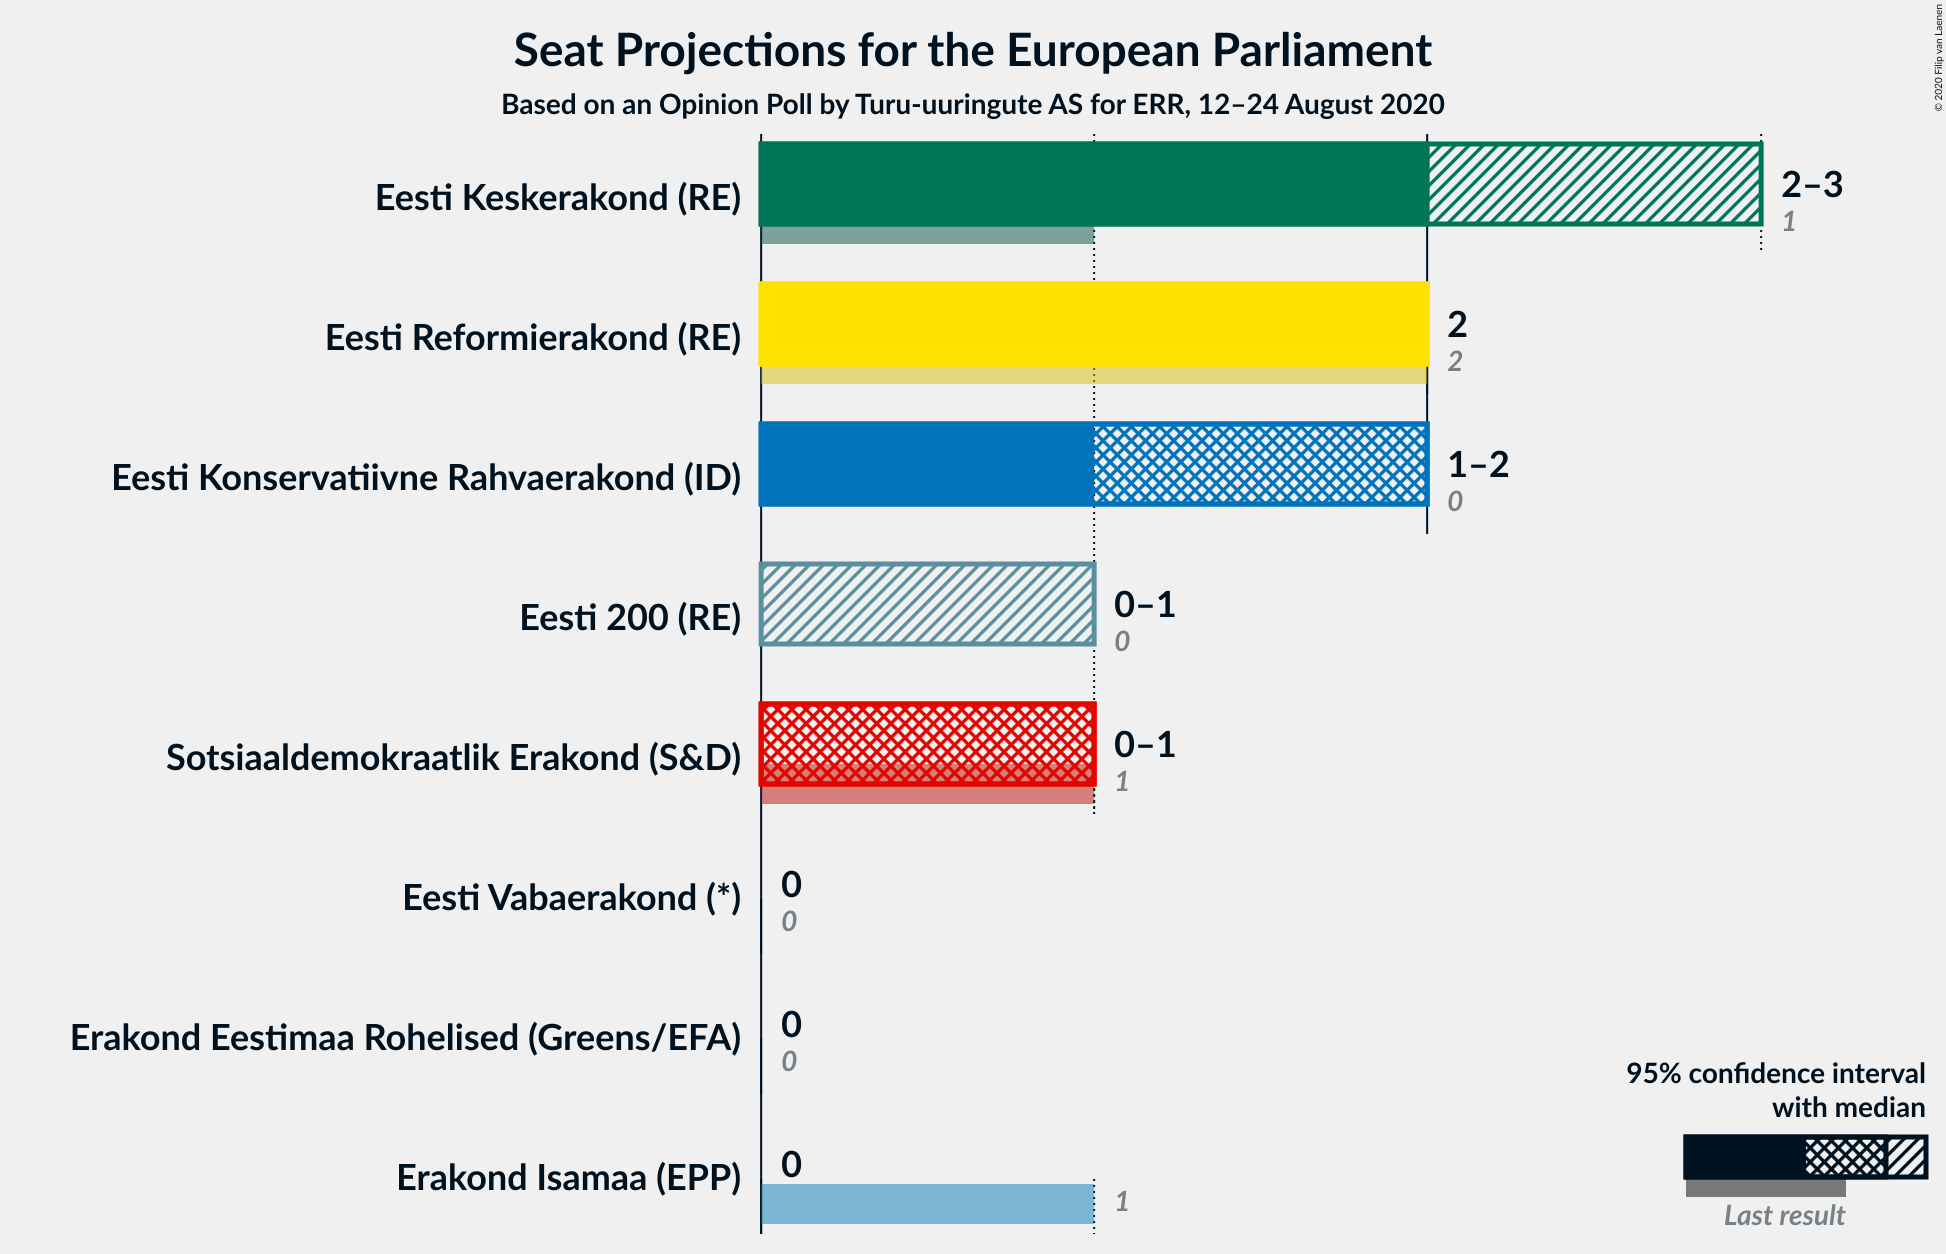 Seat Projections for the European Parliament
Based on an Opinion Poll by Turu-uuringute AS for ERR, 12–24 August 2020
© 2020 Filip van Laenen
Eesti Keskerakond (RE)
2–3
1
Eesti Reformierakond (RE)
2
2
Eesti Konservatiivne Rahvaerakond (ID)
1–2
0
Eesti 200 (RE)
0–1
0
Sotsiaaldemokraatlik Erakond (S&D)
0–1
1
Eesti Vabaerakond (*)
0
0
Erakond Eestimaa Rohelised (Greens/EFA)
0
0
Erakond Isamaa (EPP)
0
1
95% confidence interval
with median
Last result